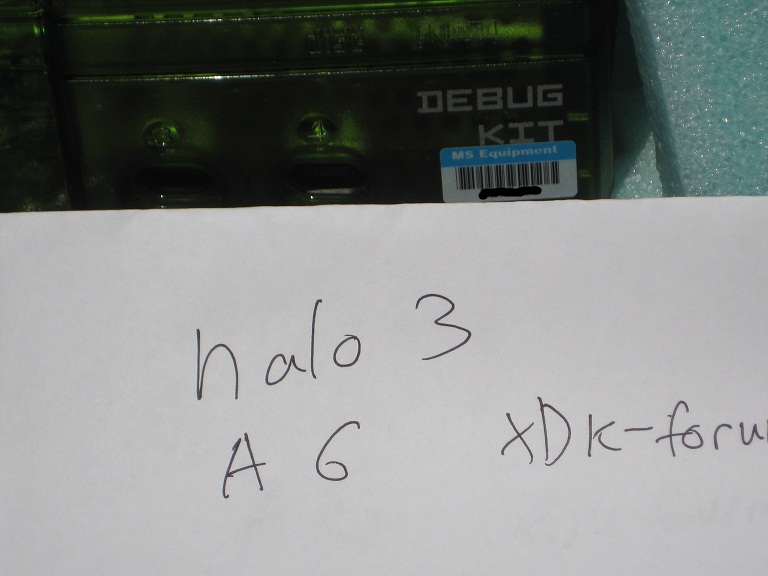 DEBUG
KIT
MS Equipment
halo 3
A 6 XDK-foru